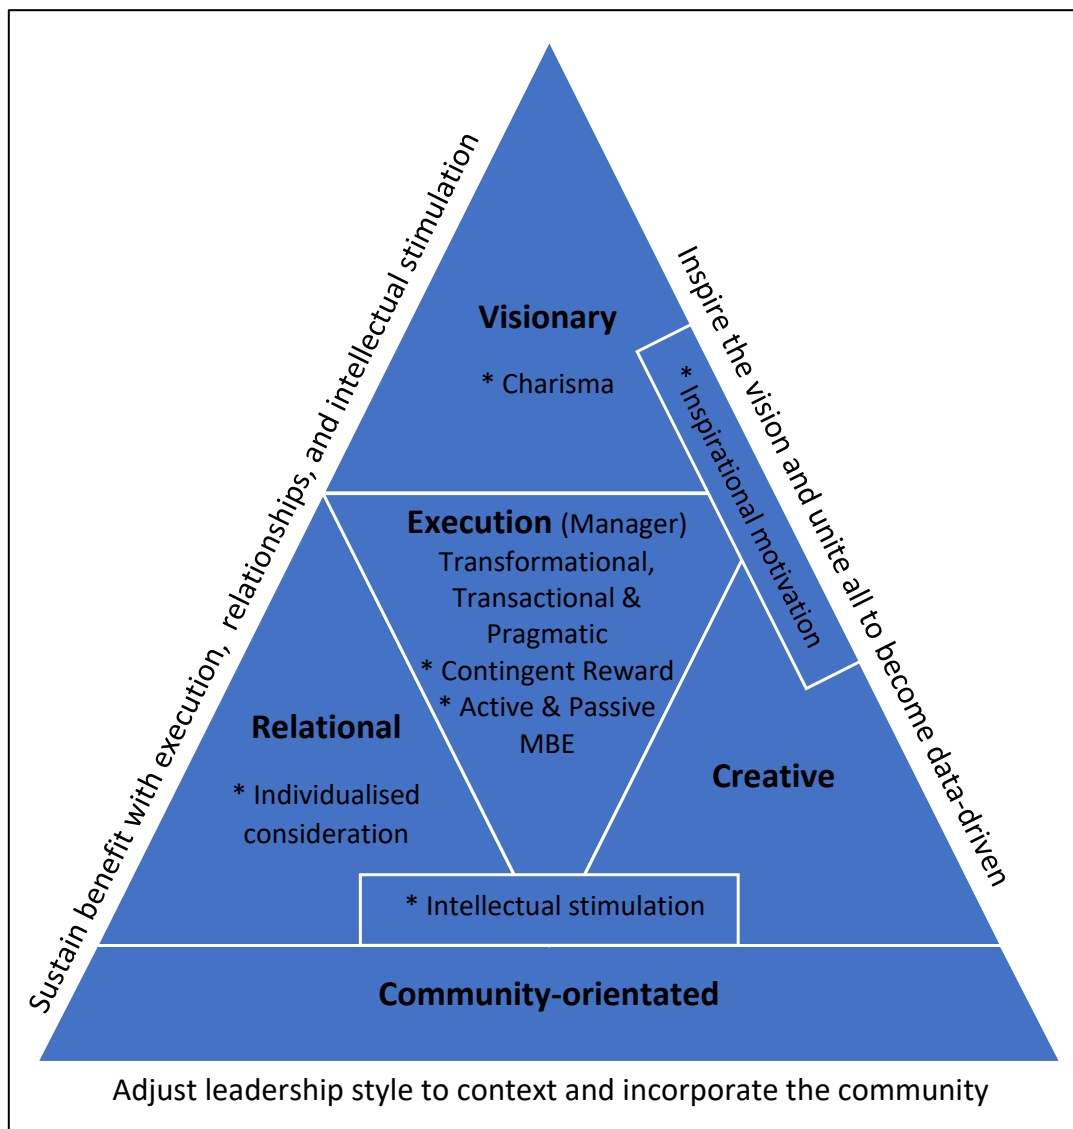 Sustain benefit with execution, relationships, and intellectual stimulation
Inspire the vision and unite all to become data-driven
Visionary
* Charisma
* Inspirational motivation
Execution (Manager)
Transformational,
Transactional &
Pragmatic
* Contingent Reward
* Active & Passive
MBE
Relational
* Individualised
consideration
Creative
* Intellectual stimulation
Community-orientated
Adjust leadership style to context and incorporate the community